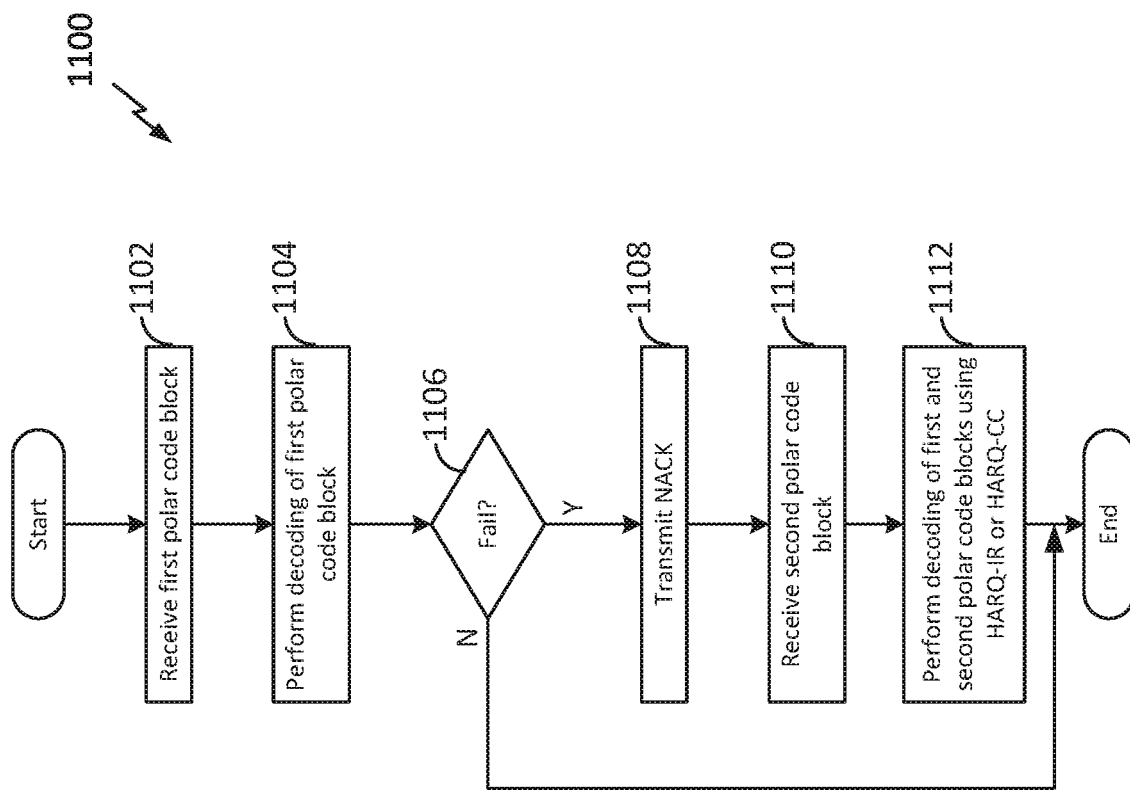 1100
Start
1102
Receive first polar code block
1104
Perform decoding of first polar
code block
1106
Fail?
N
Y
1108
Transmit NACK
1110
Receive second polar code
block
1112
Perform decoding of first and
second polar code blocks using
HARQ-IR or HARQ-CC
End